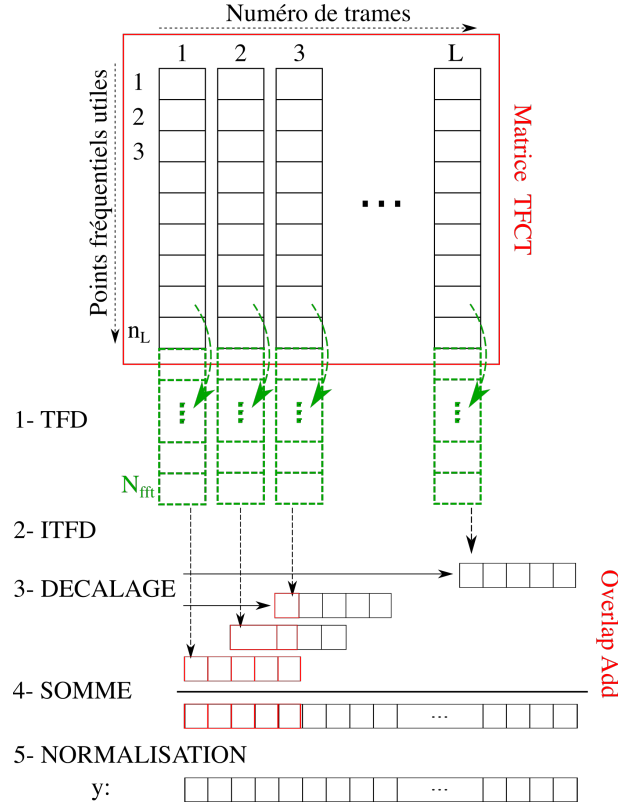 Numéro de trames
1 2 3 L
Points fréquentiels utiles
1
2
3
n_L
...
Matrice TFCT
1- TFD
N_fft
2- ITFD
3- DECALAGE
Overlap Add
4- SOMME
...
5- NORMALISATION
y: ...